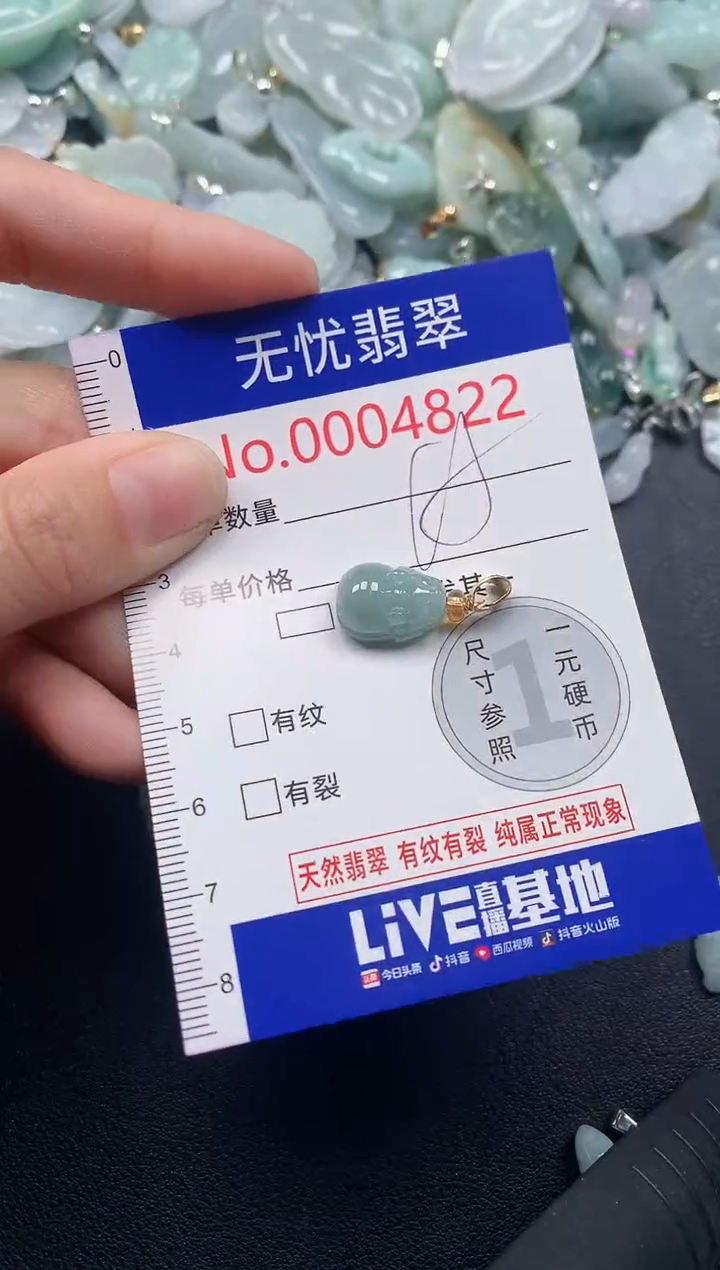 无忧翡翠
No.0004822
数量
每单价格
有纹
有裂
尺寸参照
1
一元硬币
天然翡翠 有纹有裂 纯属正常现象
LIVE直播基地
今日头条 抖音 西瓜视频 抖音火山版
0
3
4
5
6
7
8